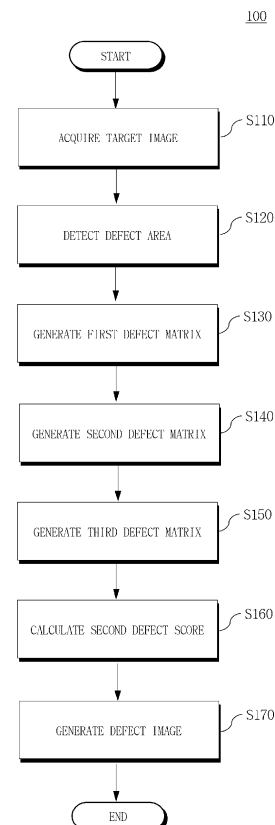 100
START
ACQUIRE TARGET IMAGE
S110
DETECT DEFECT AREA
S120
GENERATE FIRST DEFECT MATRIX
S130
GENERATE SECOND DEFECT MATRIX
S140
GENERATE THIRD DEFECT MATRIX
S150
CALCULATE SECOND DEFECT SCORE
S160
GENERATE DEFECT IMAGE
S170
END